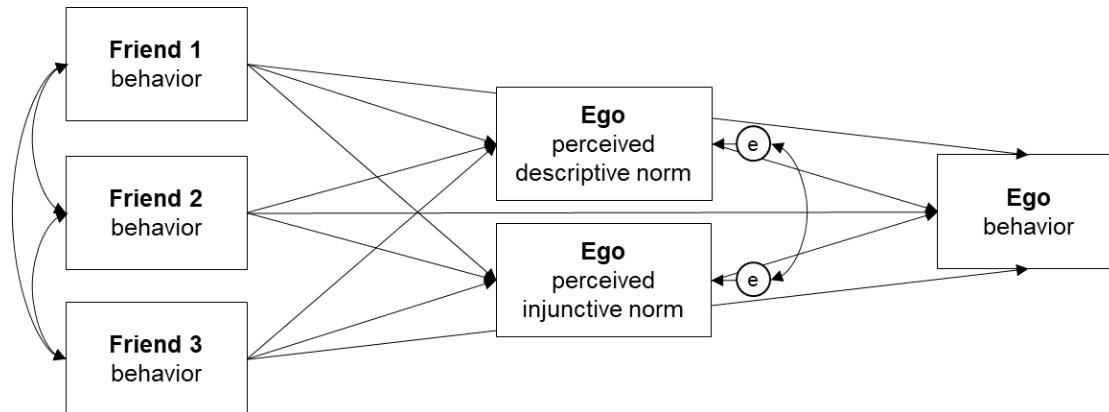 Friend 1
behavior
Friend 2
behavior
Friend 3
behavior
Ego
perceived
descriptive norm
e
Ego
perceived
injunctive norm
e
Ego
behavior